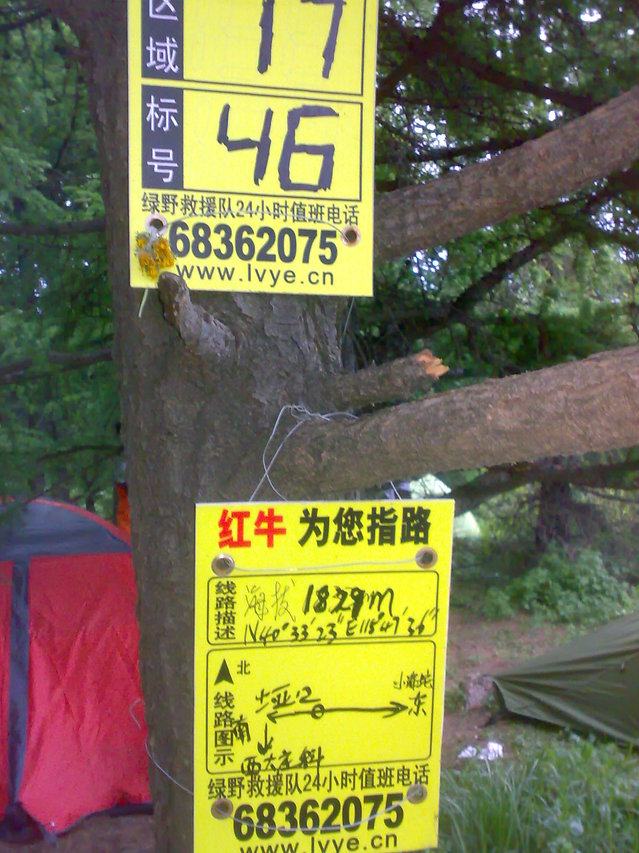 区域 17
标号 46
绿野救援队24小时值班电话
68362075
www.lvye.cn
红牛 为您指路
线路描述 海拔 1829m
N40°33′23″E115°47′26″
北
线路图示
南
东
绿野救援队24小时值班电话
68362075
www.lvye.cn